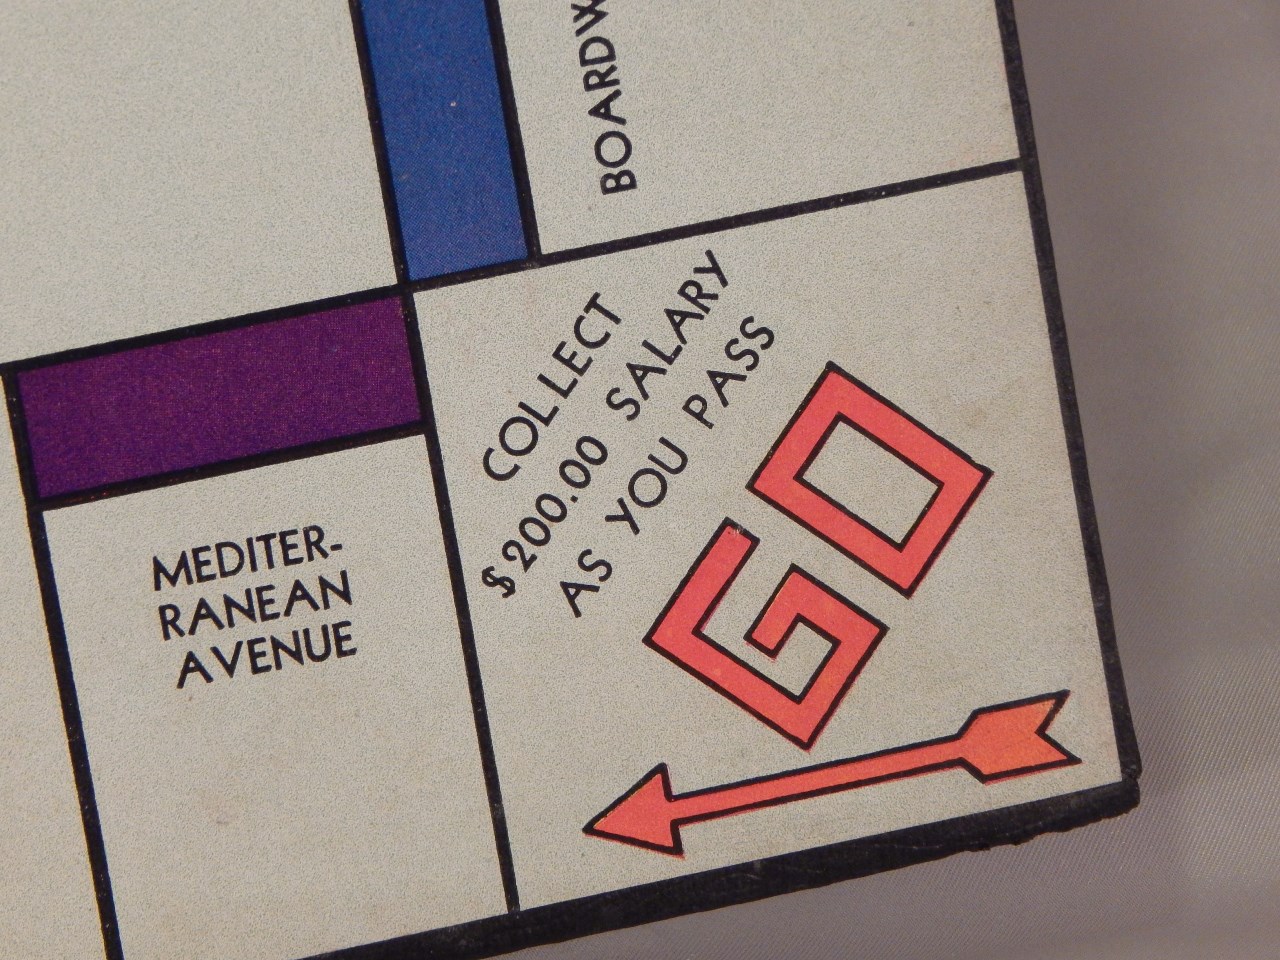 BOARDW
COLLECT
$200.00 SALARY
AS YOU PASS
GO
MEDITER-
RANEAN
AVENUE